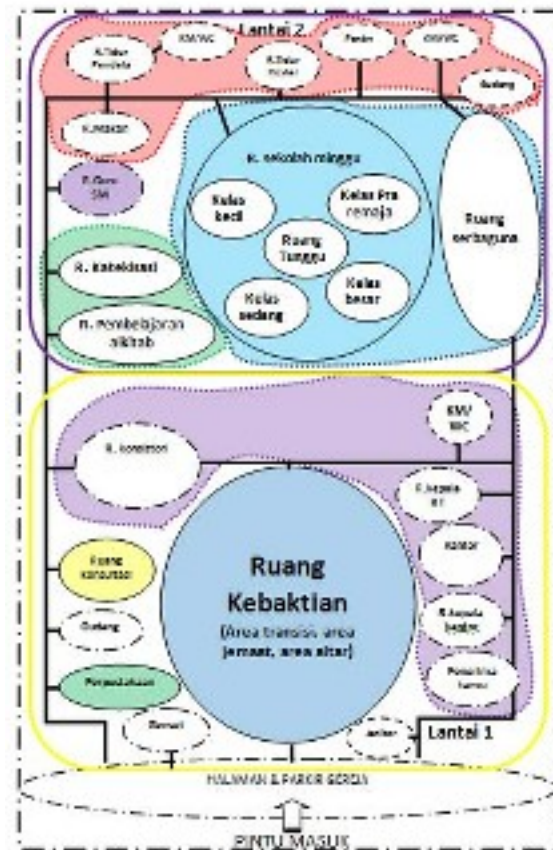 Lantai 2
KM/WC
R.Tidur
Pendeta
R.Tidur
Pantri
KM/WC
Gudang
R.Makan
R.Guru
SM
R. sekolah minggu
Kelas
kecil
Kelas Pra
remaja
Ruang
Tunggu
Kelas
sedang
Kelas
besar
Ruang
serbaguna
R. Katekisasi
R. Pembelajaran
alkitab
KM/
WC
R. konsistori
R.kepala
Kantor
R.kepala
Ruang
konsultasi
Gudang
Perpustakaan
Ruang
Kebaktian
(Area transisi, area
jemaat, area altar)
Penerima
tamu
Lantai 1
HALAMAN & PARKIR GEREJA
PINTU MASUK